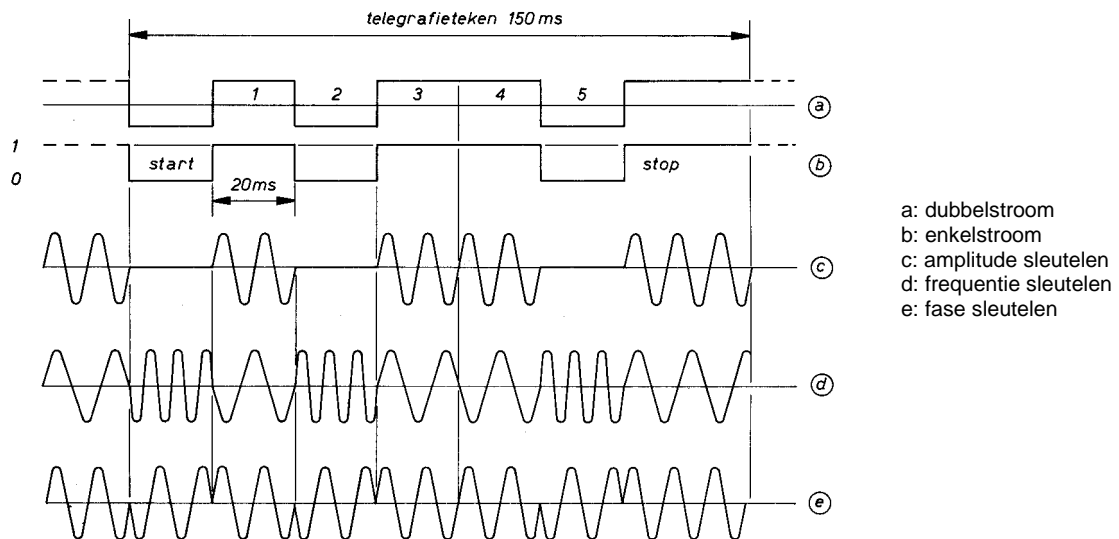 telegrafieteken 150 ms
1 2 3 4 5
a
1
0
start
stop
b
20ms
c
d
e
a: dubbelstroom
b: enkelstroom
c: amplitude sleutelen
d: frequentie sleutelen
e: fase sleutelen